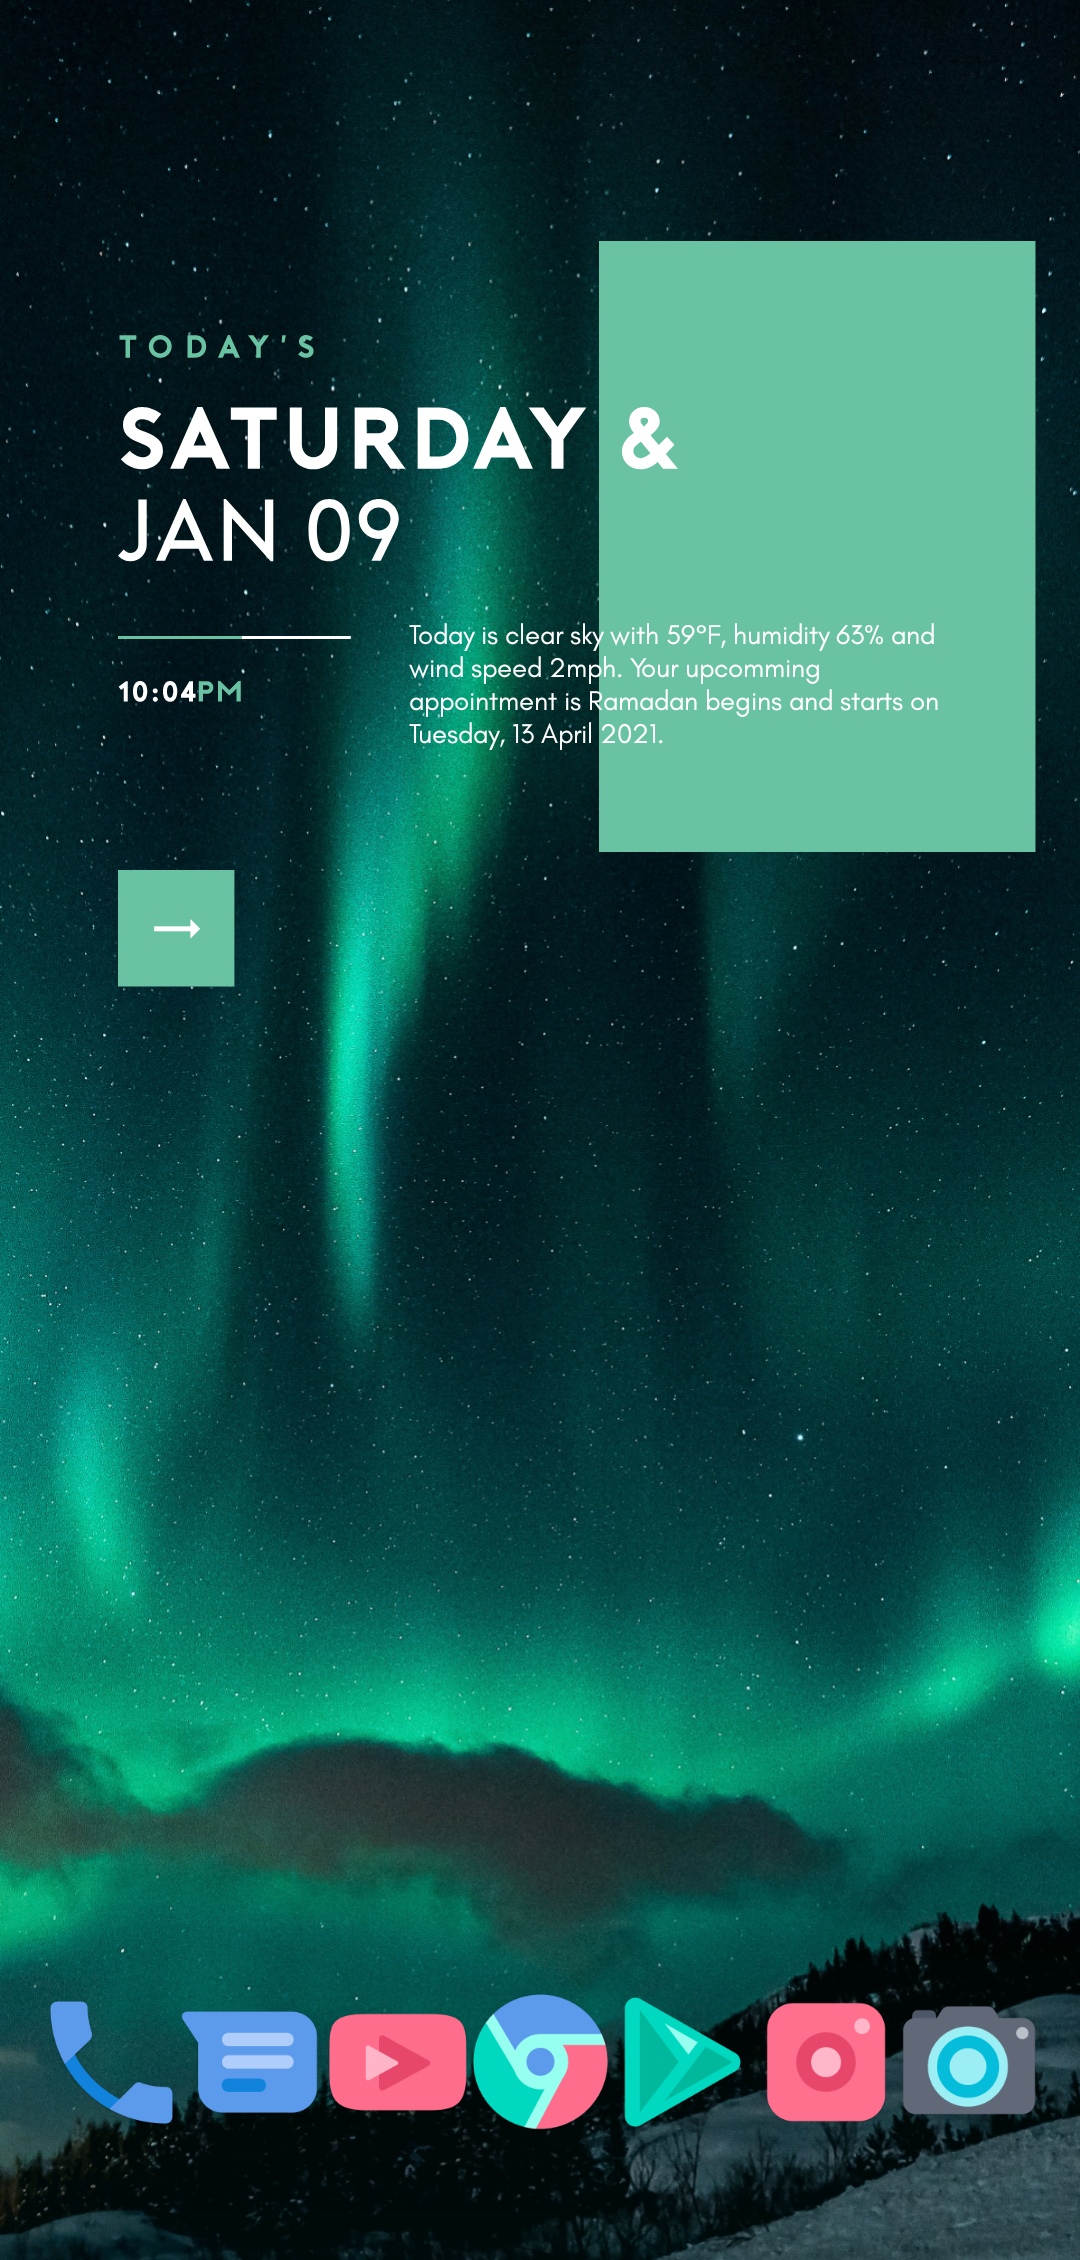 TODAY'S
SATURDAY &
JAN 09
Today is clear sky with 59°F, humidity 63% and
wind speed 2mph. Your upcomming
appointment is Ramadan begins and starts on
Tuesday, 13 April 2021.
10:04PM